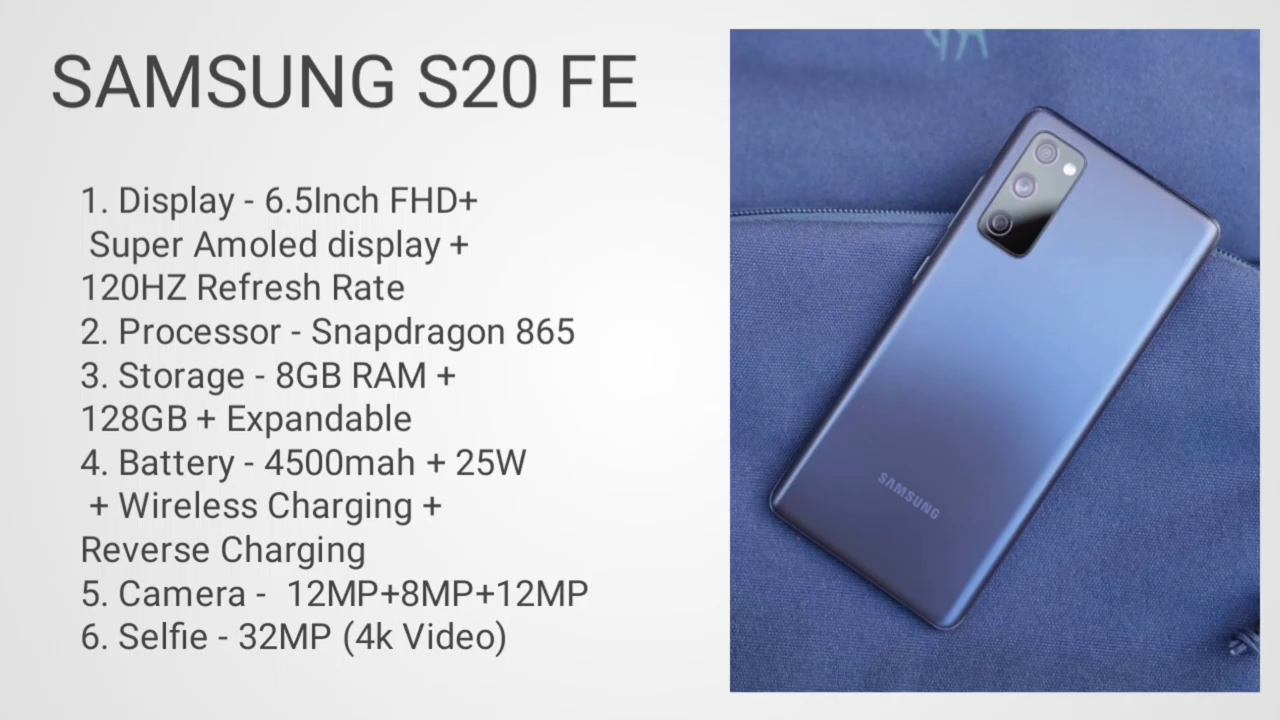 SAMSUNG S20 FE
1. Display - 6.5Inch FHD+
Super Amoled display +
120HZ Refresh Rate
2. Processor - Snapdragon 865
3. Storage - 8GB RAM +
128GB + Expandable
4. Battery - 4500mah + 25W
+ Wireless Charging +
Reverse Charging
5. Camera - 12MP+8MP+12MP
6. Selfie - 32MP (4k Video)
SAMSUNG